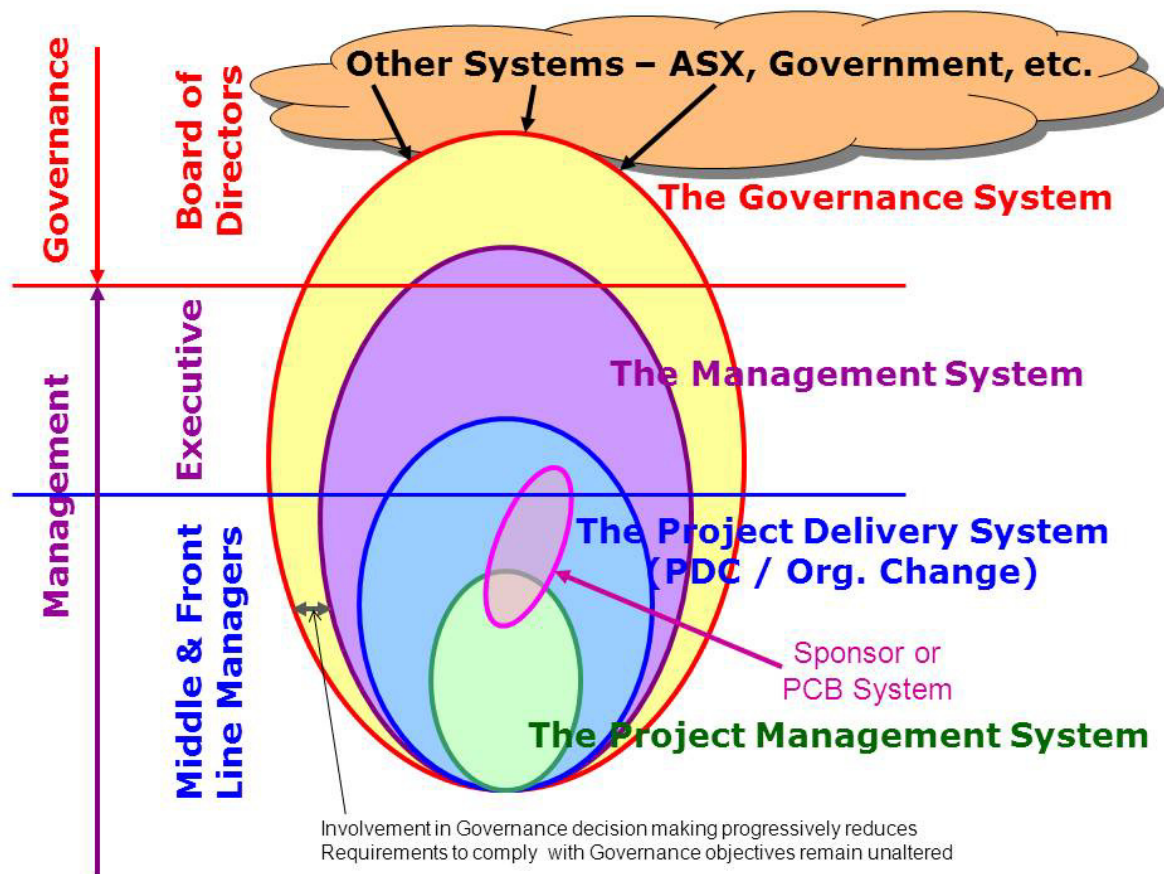 Other Systems – ASX, Government, etc.
Governance
Board of
Directors
The Governance System
Management
Executive
The Management System
Middle & Front
Line Managers
The Project Delivery System
(PDC / Org. Change)
Sponsor or
PCB System
The Project Management System
Involvement in Governance decision making progressively reduces
Requirements to comply with Governance objectives remain unaltered